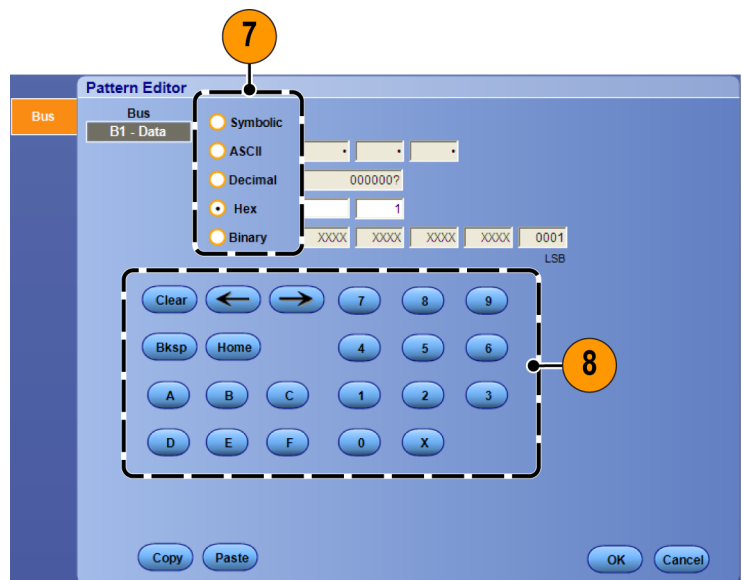 7
Pattern Editor
Bus
Bus
B1 - Data
Symbolic
ASCII
Decimal 000000?
Hex 1
Binary XXXX XXXX XXXX XXXX 0001
LSB
Clear 7 8 9
Bksp Home 4 5 6
8
A B C 1 2 3
D E F 0 X
Copy Paste OK Cancel